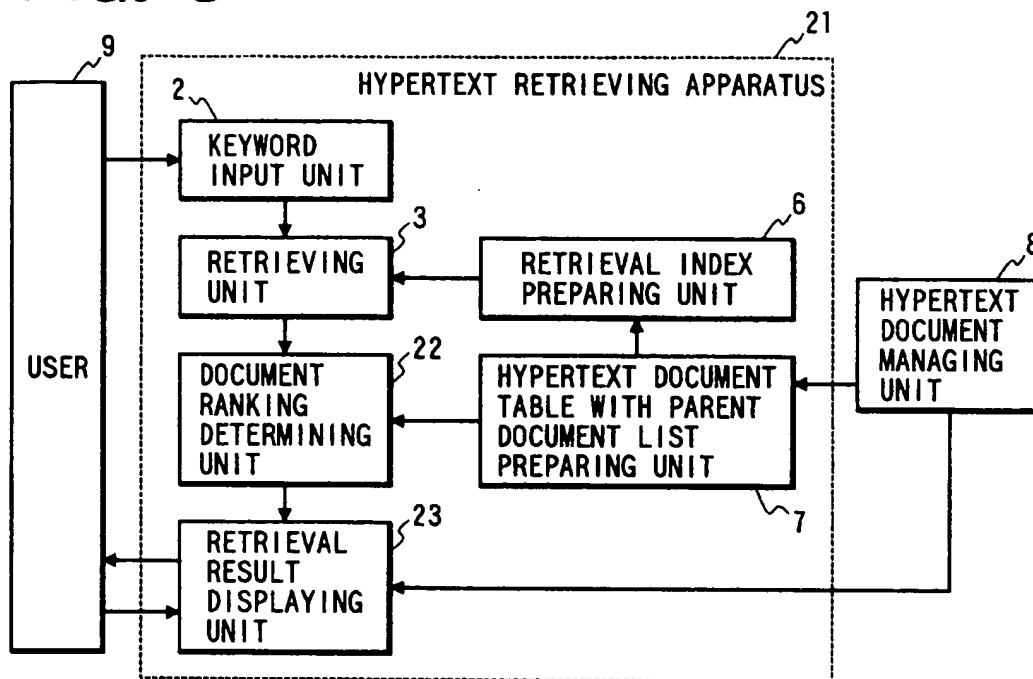 21
9
HYPERTEXT RETRIEVING APPARATUS
2
KEYWORD
INPUT UNIT
3
RETRIEVING
UNIT
6
RETRIEVAL INDEX
PREPARING UNIT
8
HYPERTEXT
DOCUMENT
MANAGING
UNIT
USER
22
DOCUMENT
RANKING
DETERMINING
UNIT
HYPERTEXT DOCUMENT
TABLE WITH PARENT
DOCUMENT LIST
PREPARING UNIT
7
23
RETRIEVAL
RESULT
DISPLAYING
UNIT